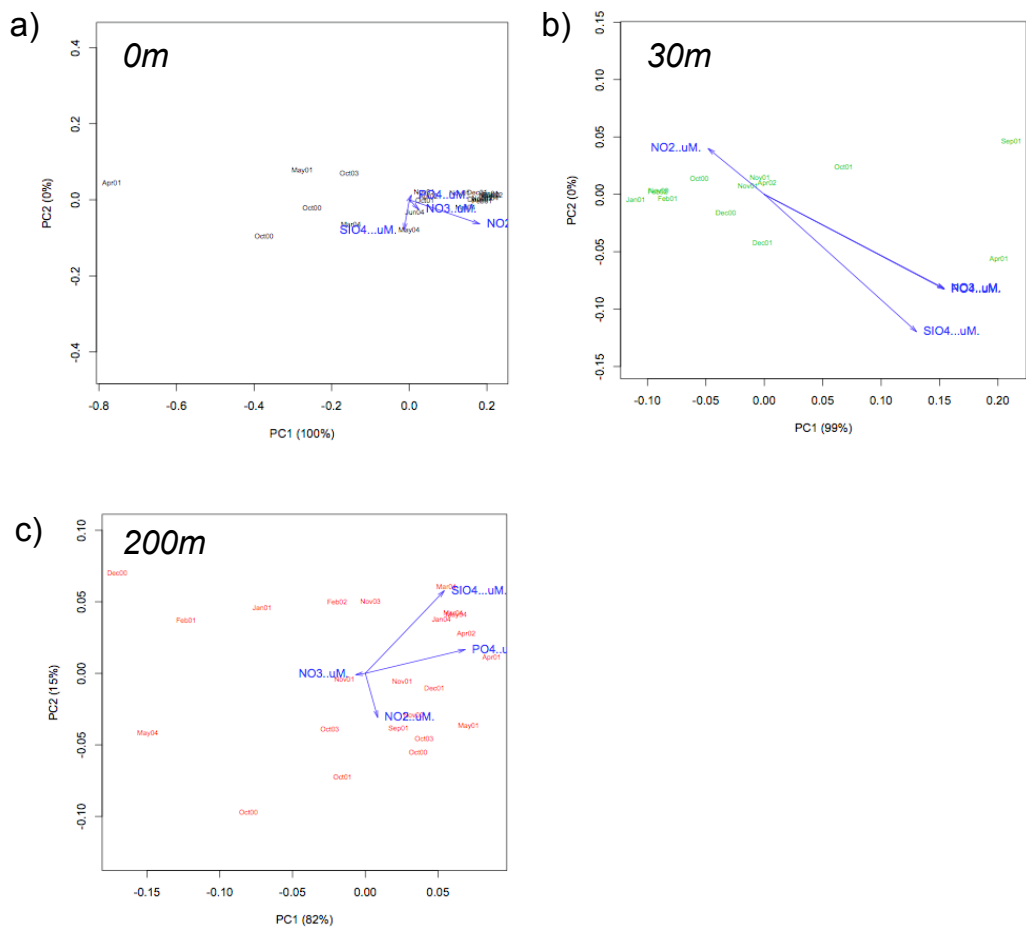 a)
0m
0.4
0.2
0.0
-0.2
-0.4
PC2 (0%)
Apr01
May01
Oct03
Oct00
Oct00
Mar04
May04
Jun04
Oct01
PO4..uM.
NO3..uM.
SIO4...uM.
NO2
-0.8
-0.6
-0.4
-0.2
0.0
0.2
PC1 (100%)
b)
30m
0.15
0.10
0.05
0.00
-0.05
-0.10
-0.15
PC2 (0%)
Sep01
NO2..uM.
Oct01
Oct00
Nov01
Apr02
Nov01
Jan01
Feb01
Dec00
Dec01
Apr01
SIO4...uM.
-0.10
-0.05
0.00
0.05
0.10
0.15
0.20
PC1 (99%)
c)
200m
0.10
0.05
0.00
-0.05
-0.10
PC2 (15%)
Dec00
Feb01
Jan01
Feb02
Nov03
SIO4...uM.
Jan04
Apr02
PO4..u
Apr01
NO3..uM.
Nov01
Nov01
Dec01
NO2..uM.
Sep01
May01
May04
Oct03
Oct03
Oct00
Oct01
Oct00
-0.15
-0.10
-0.05
0.00
0.05
PC1 (82%)